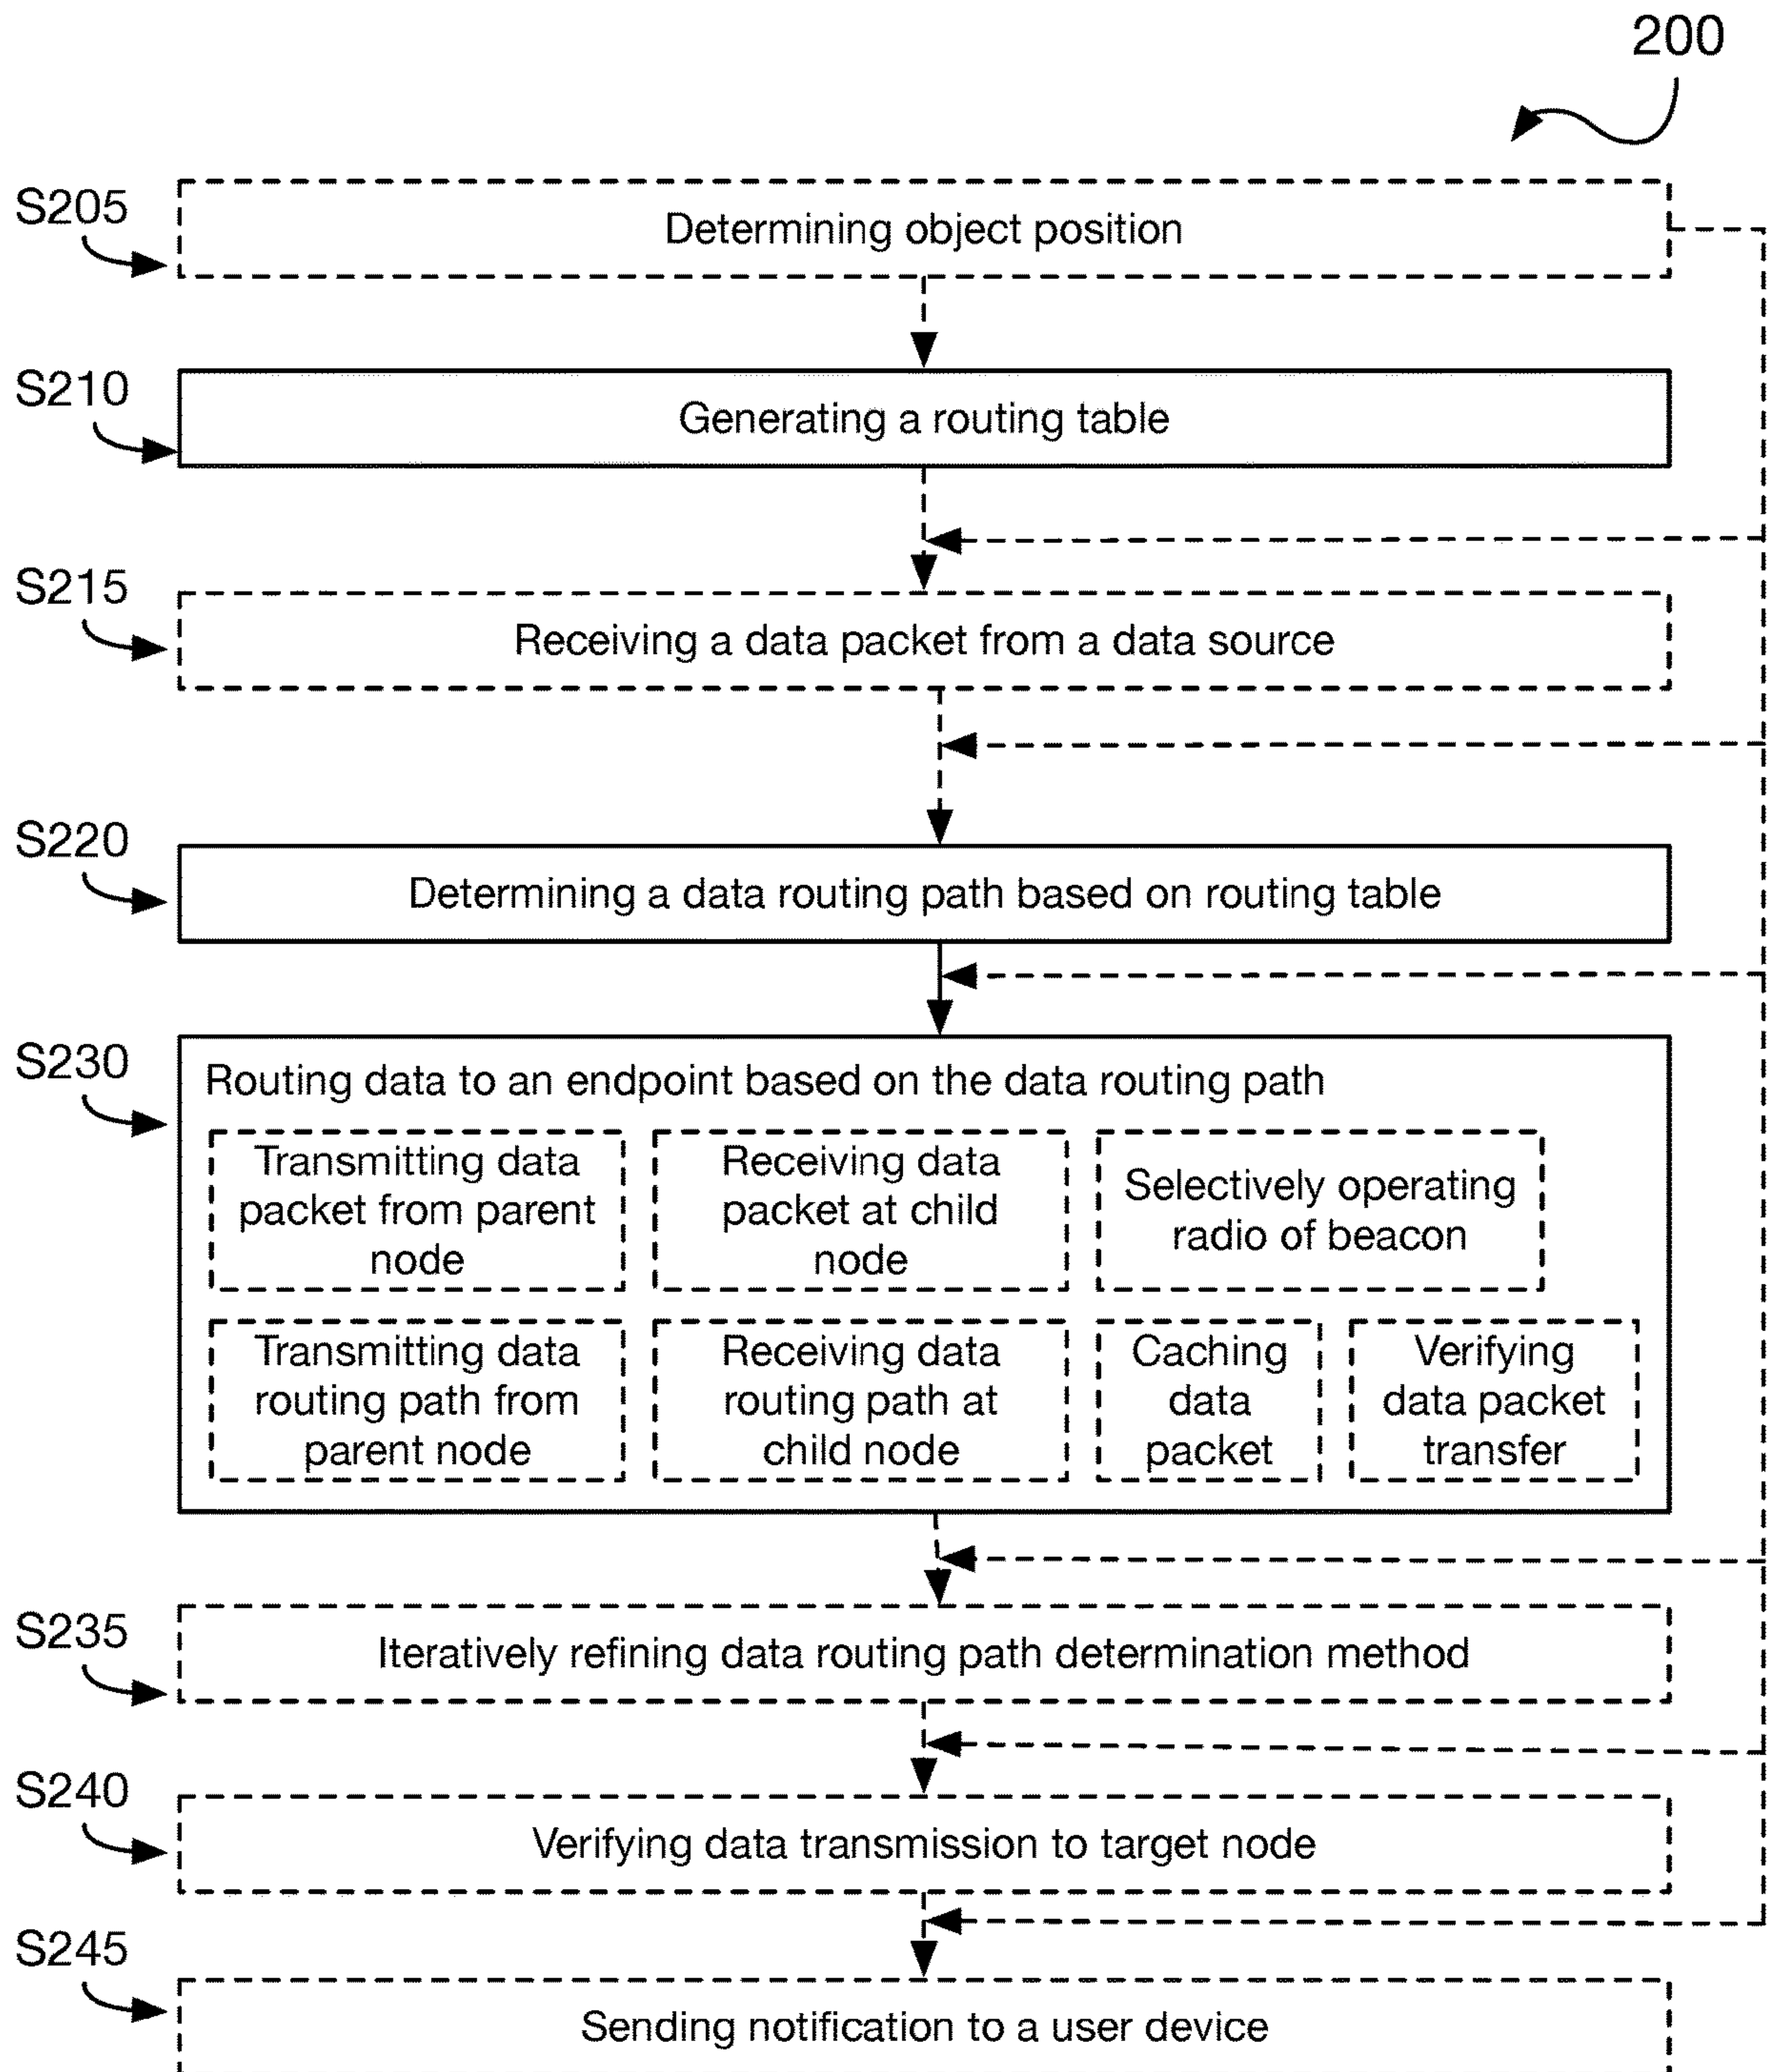 200
S205
Determining object position
S210
Generating a routing table
S215
Receiving a data packet from a data source
S220
Determining a data routing path based on routing table
S230
Routing data to an endpoint based on the data routing path
Transmitting data
packet from parent
node
Receiving data
packet at child
node
Selectively operating
radio of beacon
Transmitting data
routing path from
parent node
Receiving data
routing path at
child node
Caching
data
packet
Verifying
data packet
transfer
S235
Iteratively refining data routing path determination method
S240
Verifying data transmission to target node
S245
Sending notification to a user device